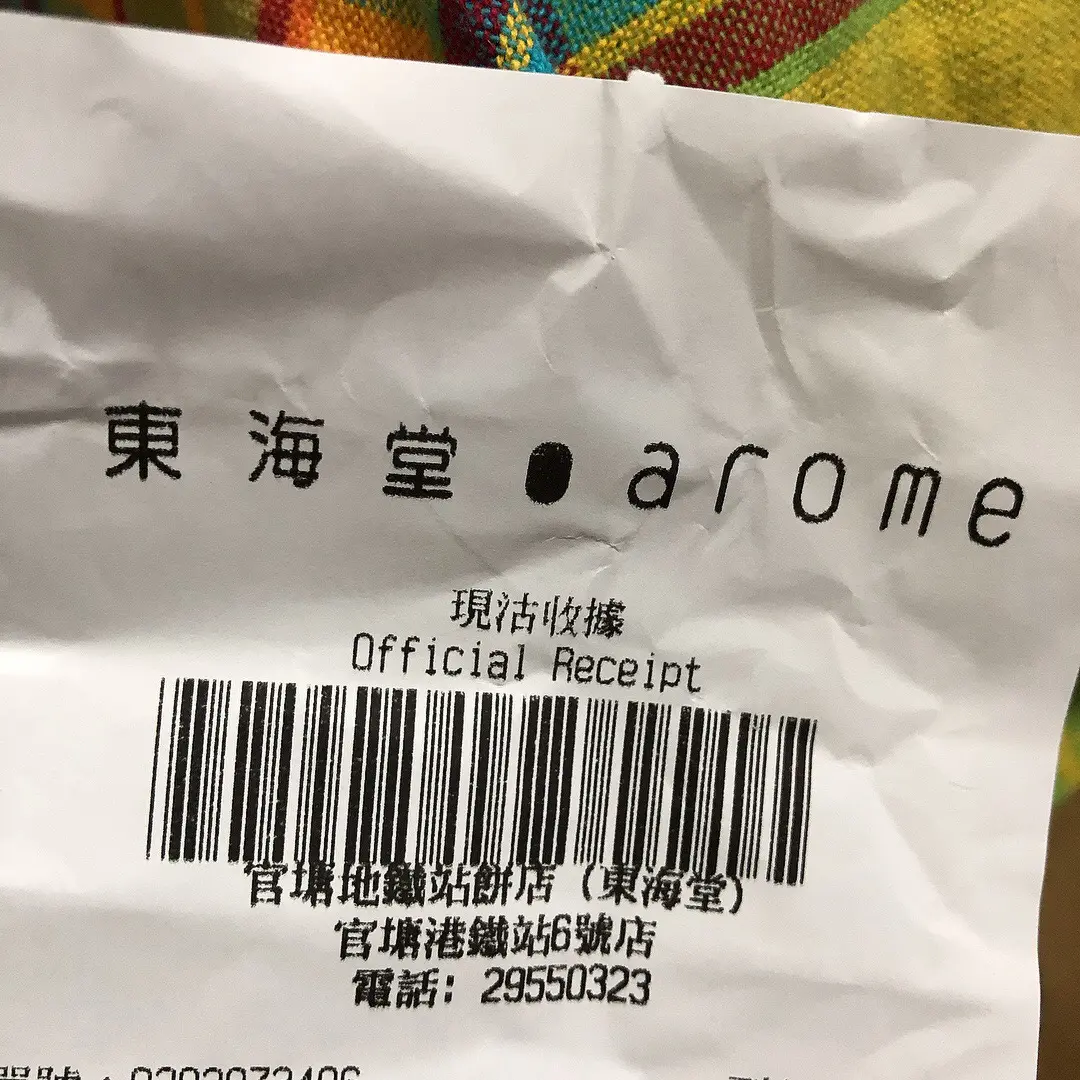 東海堂●arome
現沽收據
Official Receipt
官塘地鐵站餅店 (東海堂)
官塘港鐵站6號店
電話: 29550323